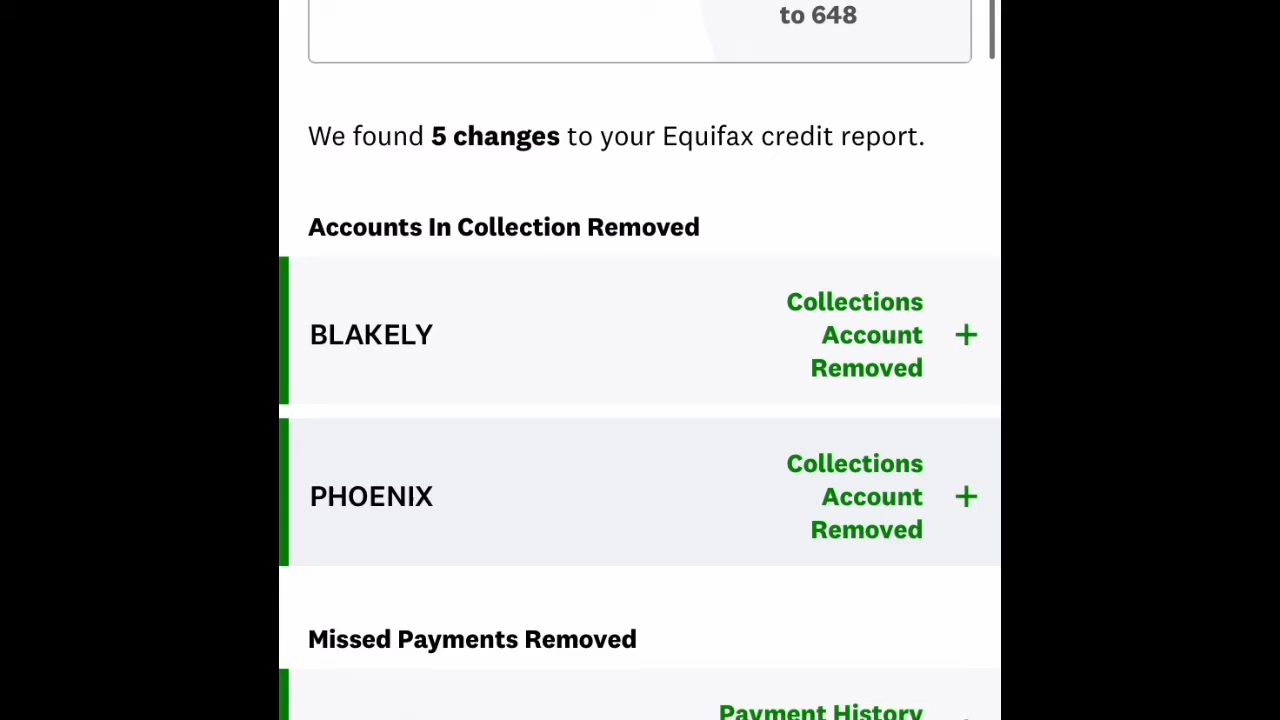 to 648
We found 5 changes to your Equifax credit report.
Accounts In Collection Removed
BLAKELY
Collections
Account
Removed
+
PHOENIX
Collections
Account
Removed
+
Missed Payments Removed
Payment History